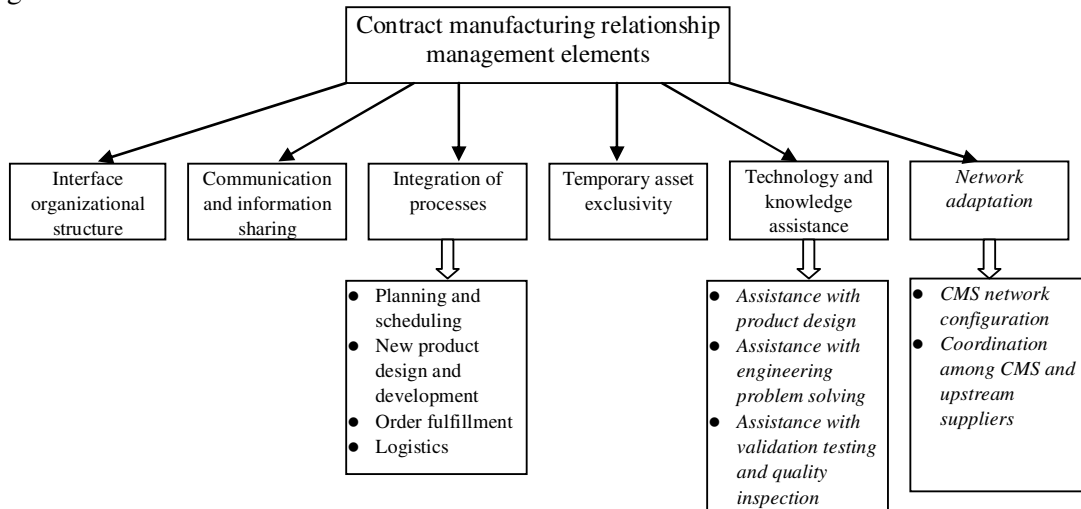 Contract manufacturing relationship
management elements
Interface
organizational
structure
Communication
and information
sharing
Integration of
processes
Temporary asset
exclusivity
Technology and
knowledge
assistance
Network
adaptation
● Planning and
scheduling
● New product
design and
development
● Order fulfillment
● Logistics
● Assistance with
product design
● Assistance with
engineering
problem solving
● Assistance with
validation testing
and quality
inspection
● CMS network
configuration
● Coordination
among CMS and
upstream
suppliers